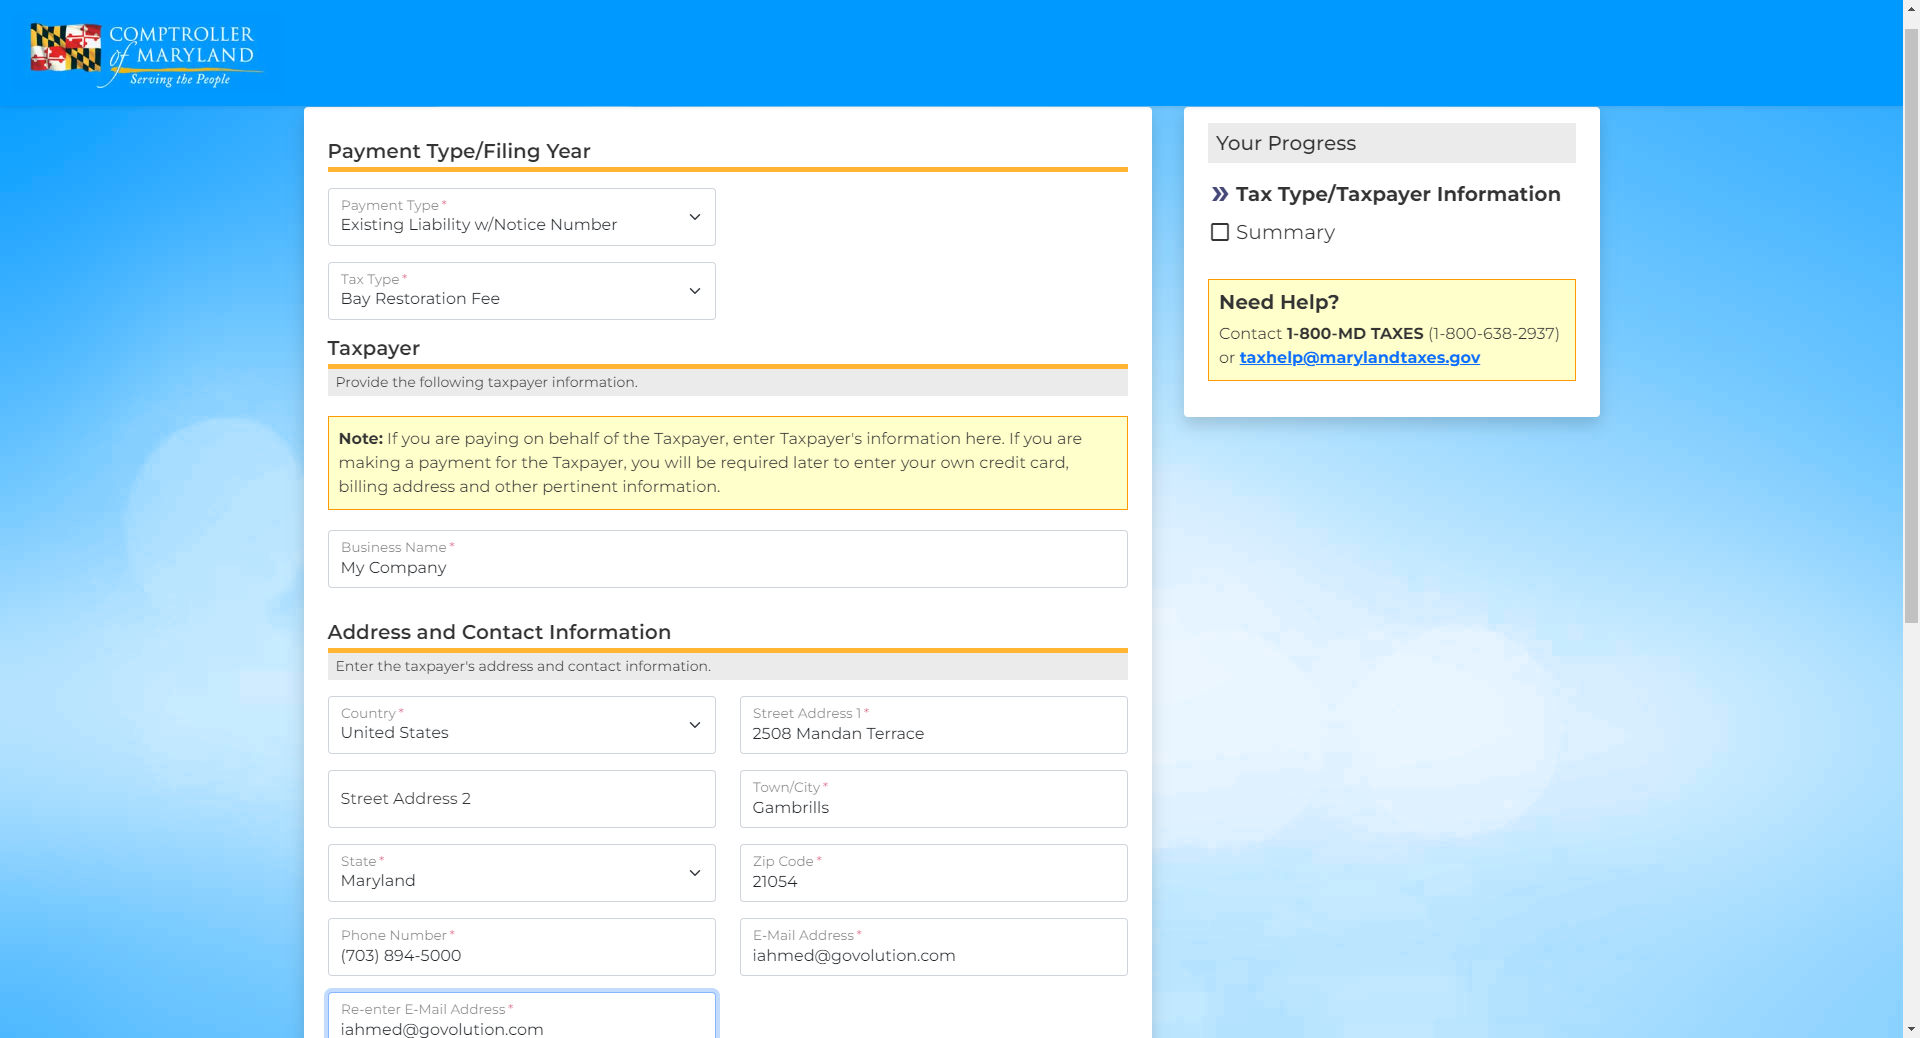 COMPTROLLER
of MARYLAND
Serving the People
Payment Type/Filing Year
Payment Type *
Existing Liability w/Notice Number
Tax Type *
Bay Restoration Fee
Taxpayer
Provide the following taxpayer information.
Note: If you are paying on behalf of the Taxpayer, enter Taxpayer's information here. If you are
making a payment for the Taxpayer, you will be required later to enter your own credit card,
billing address and other pertinent information.
Business Name *
My Company
Address and Contact Information
Enter the taxpayer's address and contact information.
Country *
United States
Street Address 1 *
2508 Mandan Terrace
Street Address 2
Town/City *
Gambrills
State *
Maryland
Zip Code *
21054
Phone Number *
(703) 894-5000
E-Mail Address *
iahmed@govolution.com
Re-enter E-Mail Address *
iahmed@govolution.com
Your Progress
Tax Type/Taxpayer Information
Summary
Need Help?
Contact 1-800-MD TAXES (1-800-638-2937)
or taxhelp@marylandtaxes.gov